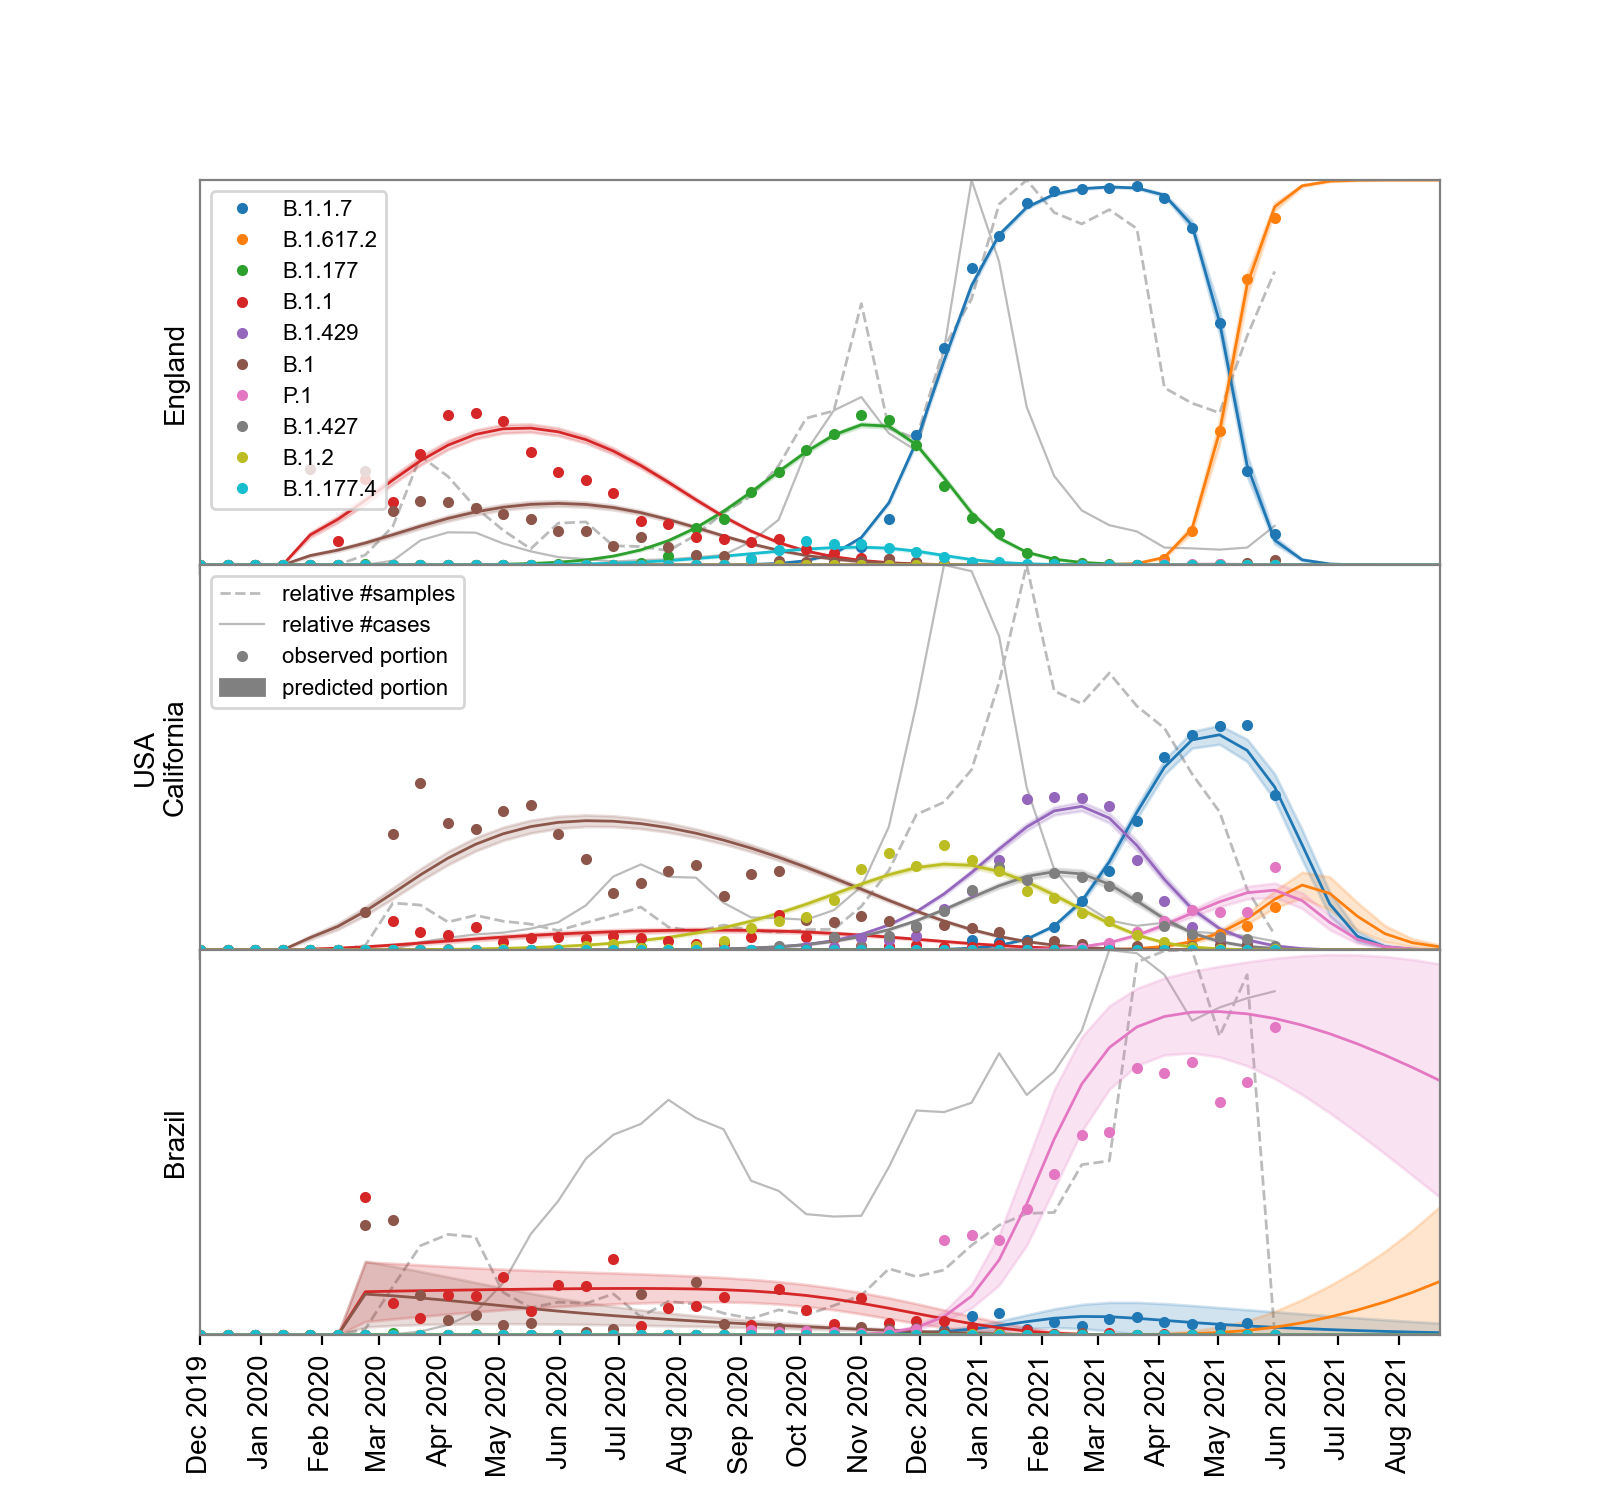 England
B.1.1.7
B.1.617.2
B.1.177
B.1.1
B.1.429
B.1
P.1
B.1.427
B.1.2
B.1.177.4
USA
California
relative #samples
relative #cases
observed portion
predicted portion
Brazil
Dec 2019
Jan 2020
Feb 2020
Mar 2020
Apr 2020
May 2020
Jun 2020
Jul 2020
Aug 2020
Sep 2020
Oct 2020
Nov 2020
Dec 2020
Jan 2021
Feb 2021
Mar 2021
Apr 2021
May 2021
Jun 2021
Jul 2021
Aug 2021